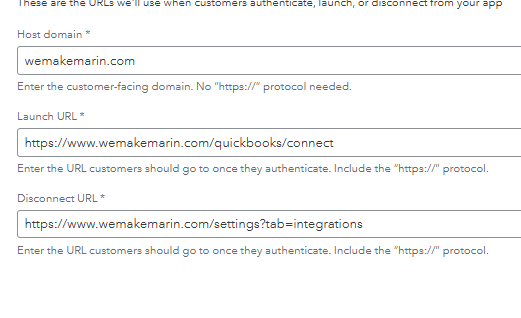 These are the URLs we'll use when customers authenticate, launch, or disconnect from your app
Host domain *
wemakemarin.com
Enter the customer-facing domain. No "https://" protocol needed.
Launch URL *
https://www.wemakemarin.com/quickbooks/connect
Enter the URL customers should go to once they authenticate. Include the "https://" protocol.
Disconnect URL *
https://www.wemakemarin.com/settings?tab=integrations
Enter the URL customers should go to once they authenticate. Include the "https://" protocol.